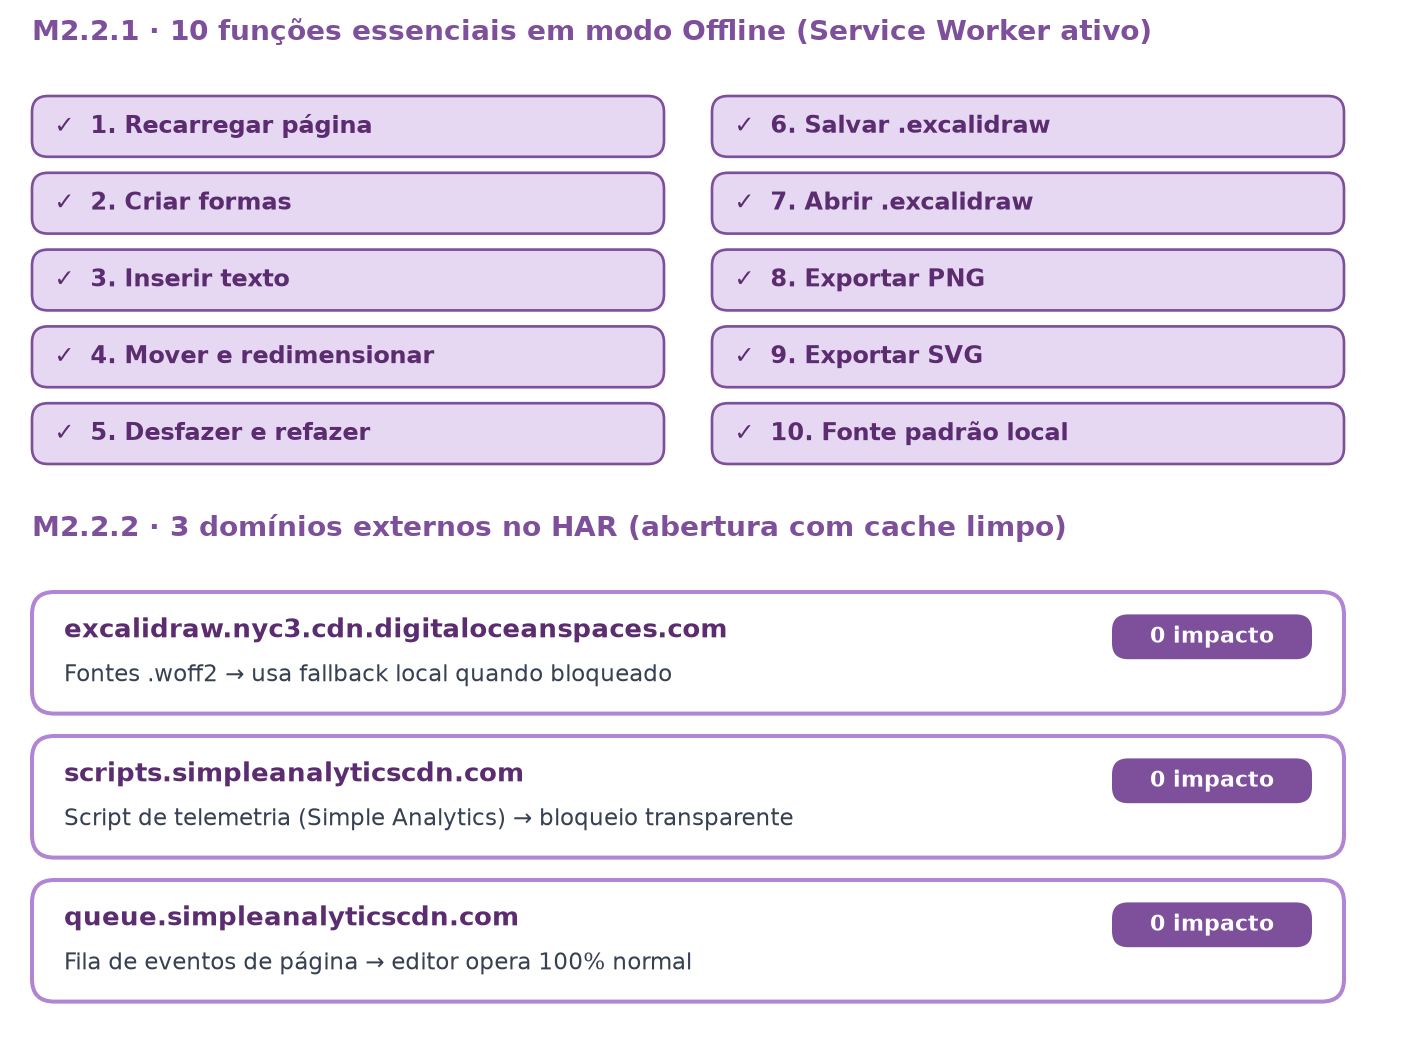 M2.2.1 · 10 funções essenciais em modo Offline (Service Worker ativo)
✓ 1. Recarregar página
✓ 2. Criar formas
✓ 3. Inserir texto
✓ 4. Mover e redimensionar
✓ 5. Desfazer e refazer
✓ 6. Salvar .excalidraw
✓ 7. Abrir .excalidraw
✓ 8. Exportar PNG
✓ 9. Exportar SVG
✓ 10. Fonte padrão local
M2.2.2 · 3 domínios externos no HAR (abertura com cache limpo)
excalidraw.nyc3.cdn.digitaloceanspaces.com
0 impacto
Fontes .woff2 → usa fallback local quando bloqueado
scripts.simpleanalyticscdn.com
0 impacto
Script de telemetria (Simple Analytics) → bloqueio transparente
queue.simpleanalyticscdn.com
0 impacto
Fila de eventos de página → editor opera 100% normal